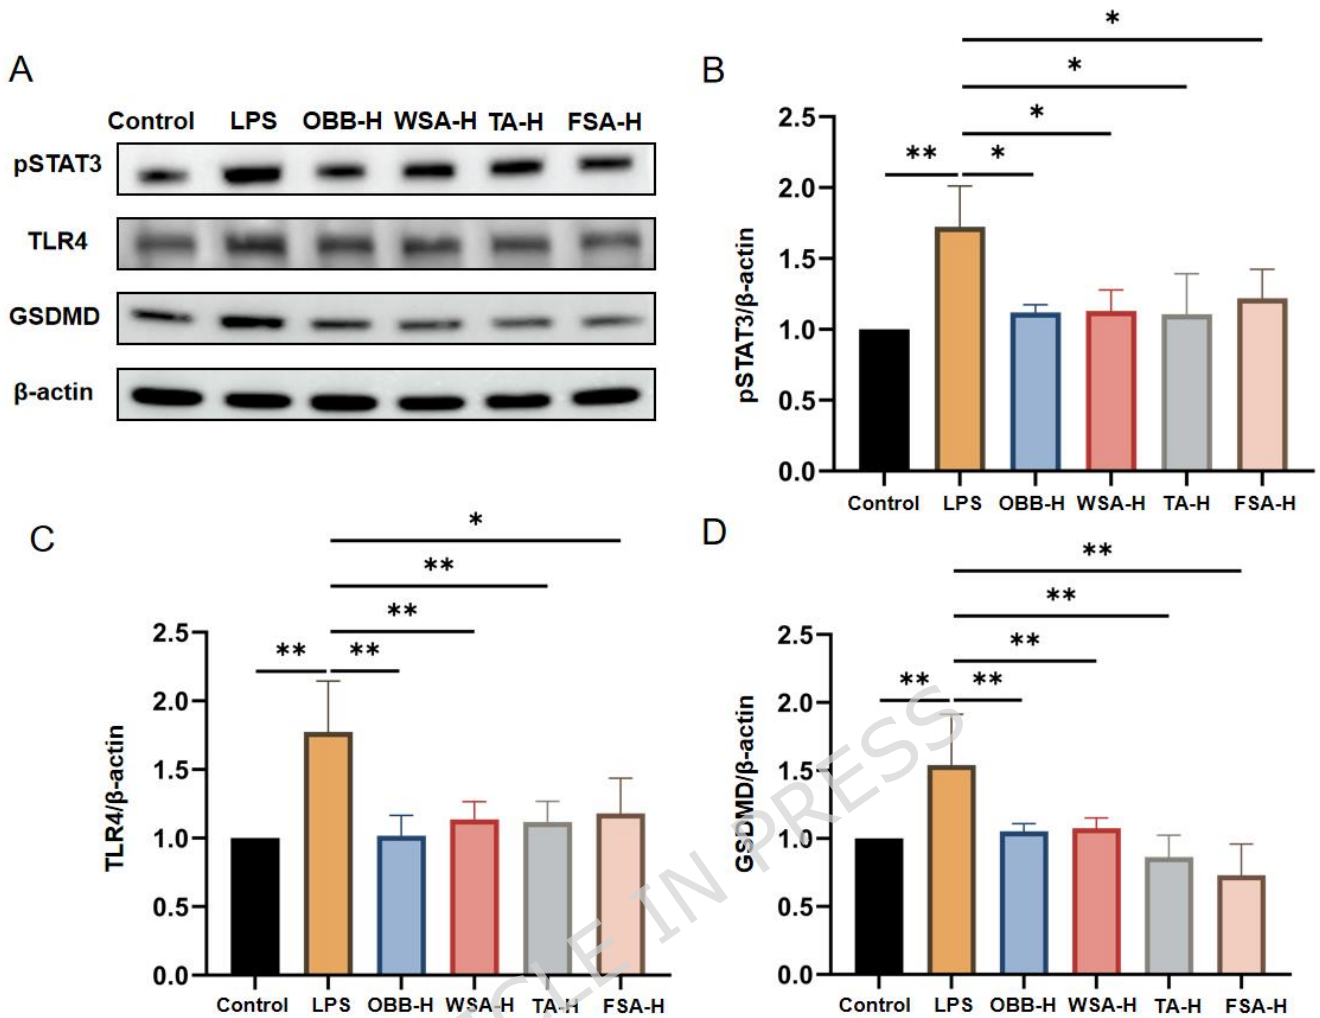 A
Control LPS OBB-H WSA-H TA-H FSA-H
pSTAT3
TLR4
GSDMD
β-actin
B
*
*
*
** *
pSTAT3/β-actin
2.5
2.0
1.5
1.0
0.5
0.0
Control LPS OBB-H WSA-H TA-H FSA-H
C
*
**
**
** **
TLR4/β-actin
2.5
2.0
1.5
1.0
0.5
0.0
Control LPS OBB-H WSA-H TA-H FSA-H
D
**
**
**
** **
GSDMD/β-actin
2.5
2.0
1.5
1.0
0.5
0.0
Control LPS OBB-H WSA-H TA-H FSA-H
CLE IN PRESS